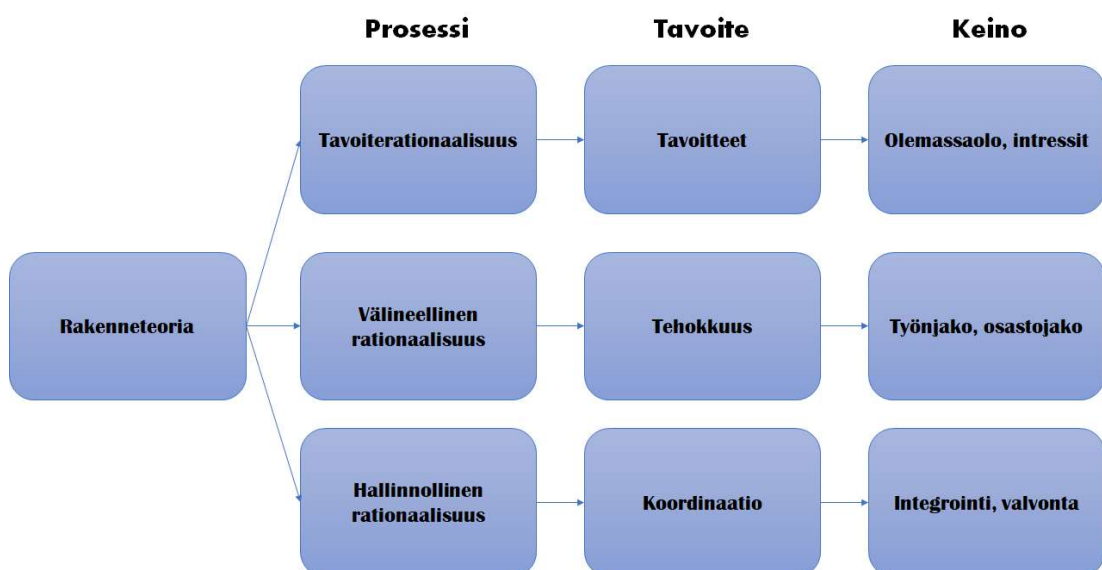 Prosessi
Tavoite
Keino
Tavoiterationaalisuus
Tavoitteet
Olemassaolo, intressit
Rakenneteoria
Välineellinen
rationaalisuus
Tehokkuus
Työnjako, osastojako
Hallinnollinen
rationaalisuus
Koordinaatio
Integrointi, valvonta